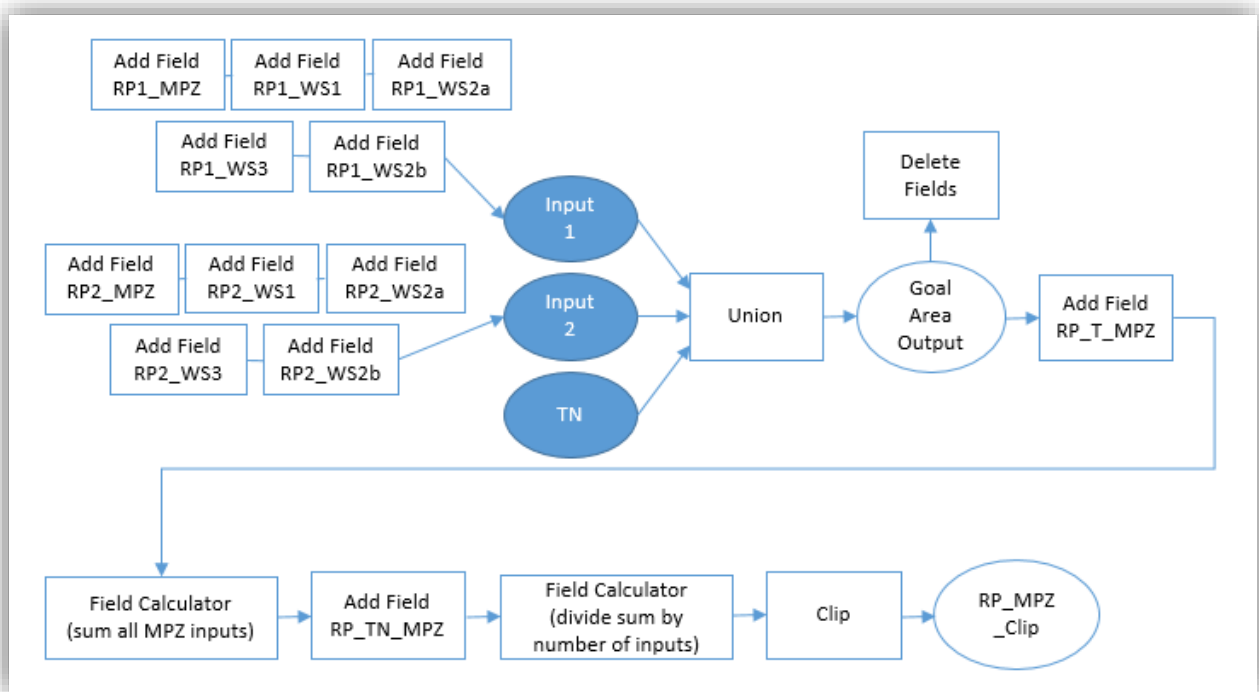 Add Field
RP1_MPZ
Add Field
RP1_WS1
Add Field
RP1_WS2a
Add Field
RP1_WS3
Add Field
RP1_WS2b
Input
1
Delete
Fields
Add Field
RP2_MPZ
Add Field
RP2_WS1
Add Field
RP2_WS2a
Add Field
RP2_WS3
Add Field
RP2_WS2b
Input
2
TN
Union
Goal
Area
Output
Add Field
RP_T_MPZ
Field Calculator
(sum all MPZ inputs)
Add Field
RP_TN_MPZ
Field Calculator
(divide sum by
number of inputs)
Clip
RP_MPZ
_Clip